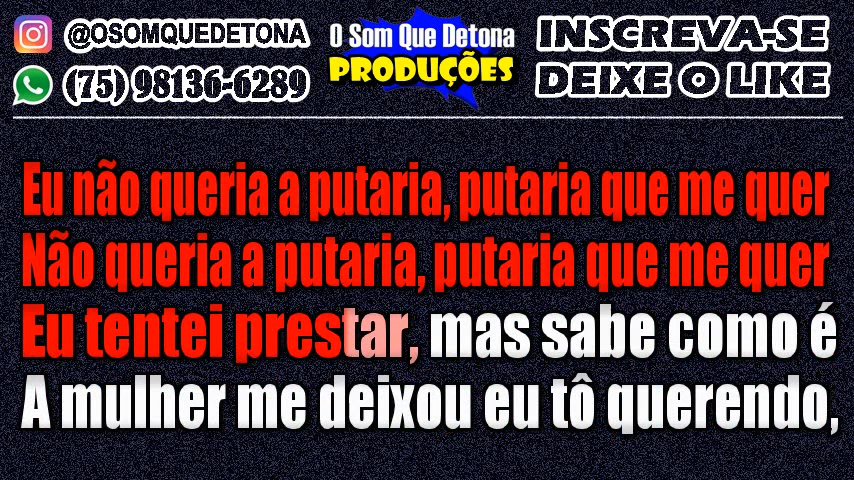 @OSOMQUEDETONA
(75) 98136-6289
O Som Que Detona
PRODUÇÕES
INSCREVA-SE
DEIXE O LIKE
Eu não queria a putaria, putaria que me quer
Não queria a putaria, putaria que me quer
Eu tentei prestar, mas sabe como é
A mulher me deixou eu tô querendo,